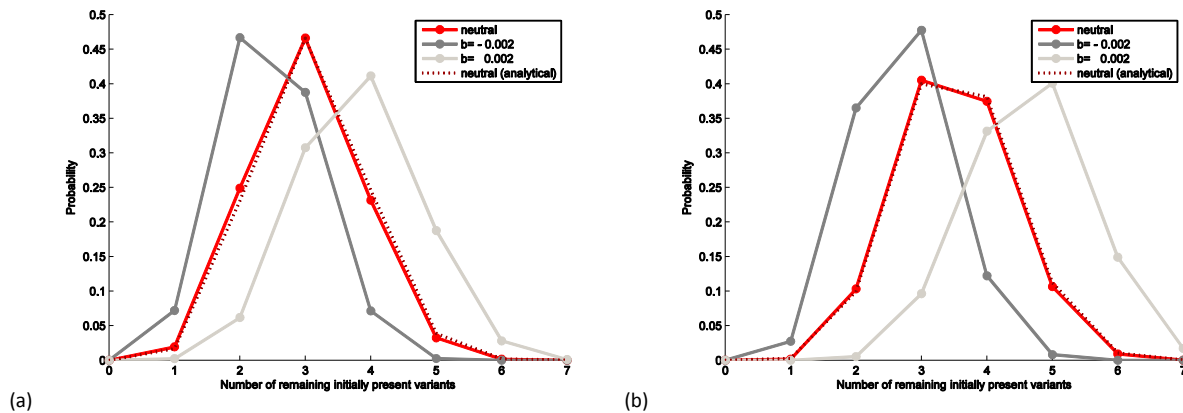 0.5
0.45
0.4
0.35
0.3
0.25
0.2
0.15
0.1
0.05
0
Probability
0 1 2 3 4 5 6 7
Number of remaining initially present variants
neutral
b= - 0.002
b= 0.002
neutral (analytical)
(a)
0.5
0.45
0.4
0.35
0.3
0.25
0.2
0.15
0.1
0.05
0
Probability
0 1 2 3 4 5 6 7
Number of remaining initially present variants
neutral
b= - 0.002
b= 0.002
neutral (analytical)
(b)